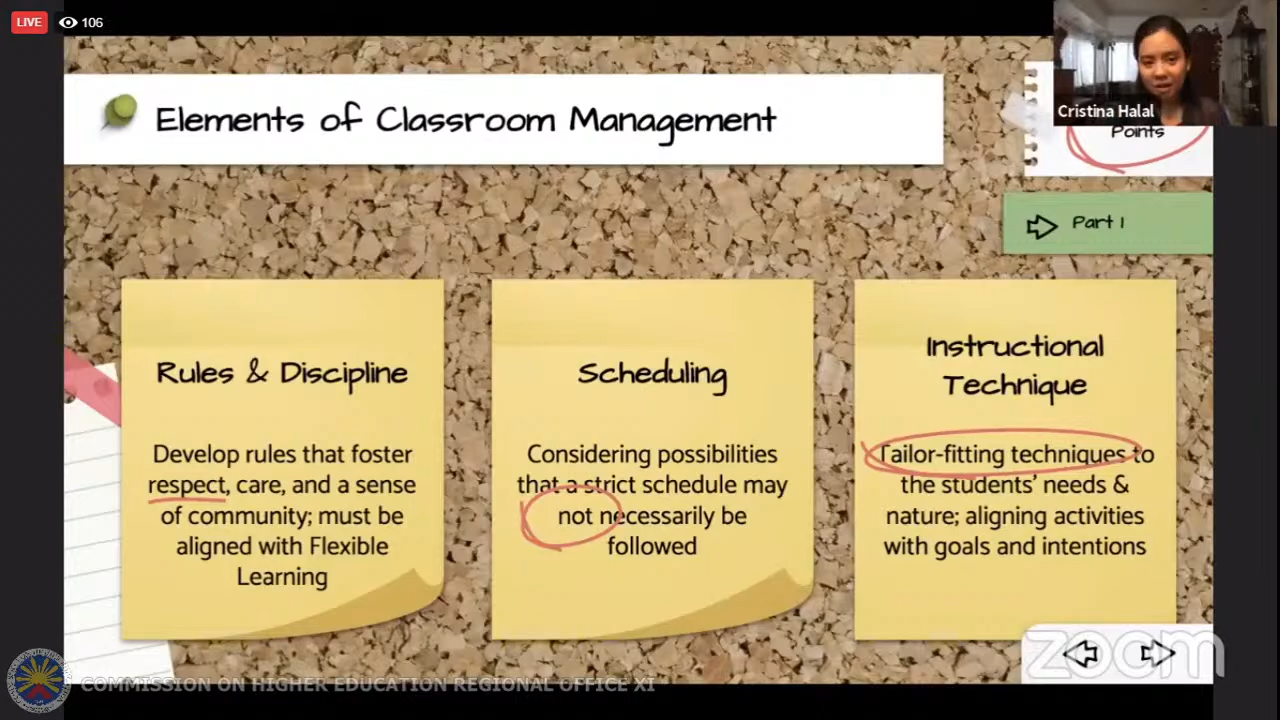 LIVE 106
Cristina Halal
Elements of Classroom Management
Points
Part 1
Rules & Discipline
Develop rules that foster
respect, care, and a sense
of community; must be
aligned with Flexible
Learning
Scheduling
Considering possibilities
that a strict schedule may
not necessarily be
followed
Instructional
Technique
Tailor-fitting techniques to
the students' needs &
nature; aligning activities
with goals and intentions
zoom
COMMISSION ON HIGHER EDUCATION REGIONAL OFFICE XI